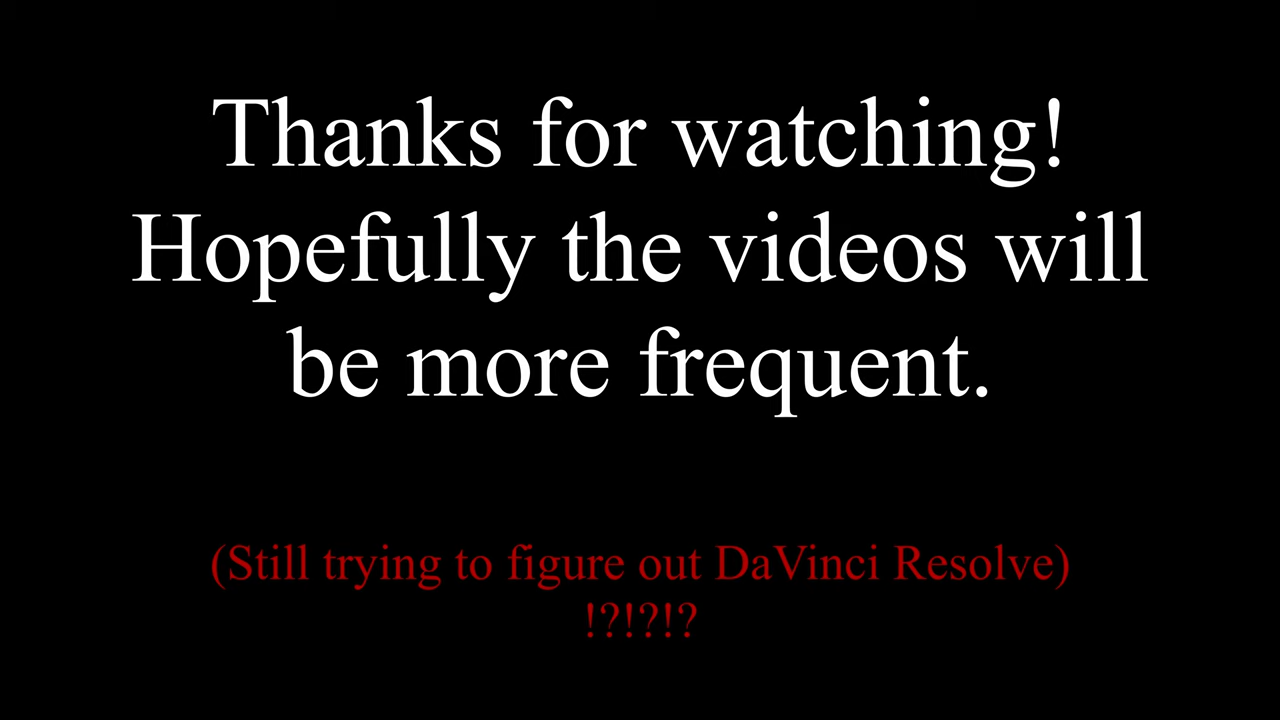 Thanks for watching!
Hopefully the videos will
be more frequent.
(Still trying to figure out DaVinci Resolve)
!?!?!?